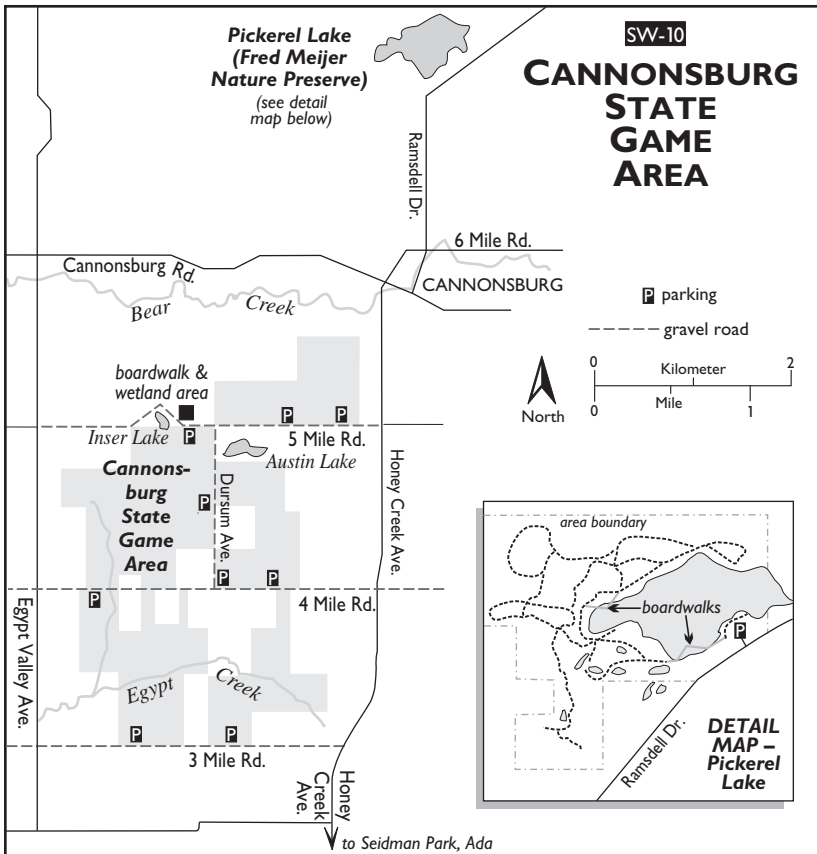 Pickerel Lake
(Fred Meijer
Nature Preserve)
(see detail
map below)
SW-10
CANNONSBURG
STATE
GAME
AREA
Ramsdell Dr.
6 Mile Rd.
Cannonsburg Rd.
CANNONSBURG
Bear Creek
P parking
gravel road
0 2
Kilometer
Mile
0 1
North
boardwalk &
wetland area
P P
Inser Lake
P
5 Mile Rd.
Austin Lake
Cannons-
burg
State
Game
Area
P
Dursum Ave.
Honey Creek Ave.
P P
P
4 Mile Rd.
Egypt Valley Ave.
Egypt Creek
P P
3 Mile Rd.
Honey
Creek
Ave.
to Seidman Park, Ada
area boundary
boardwalks
P
Ramsdell Dr.
DETAIL
MAP –
Pickerel
Lake